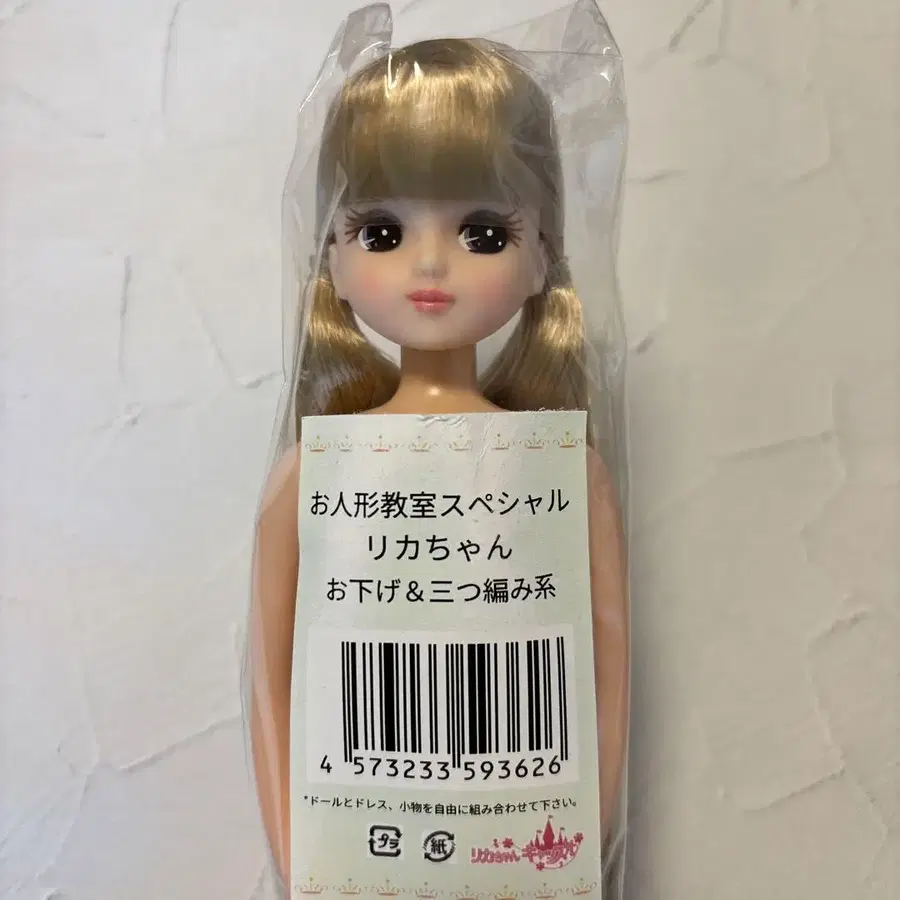 お人形教室スペシャル
リカちゃん
お下げ＆三つ編み系
4 573233 593626
*ドールとドレス、小物を自由に組み合わせて下さい。
プラ
紙
リカちゃんキャッスル